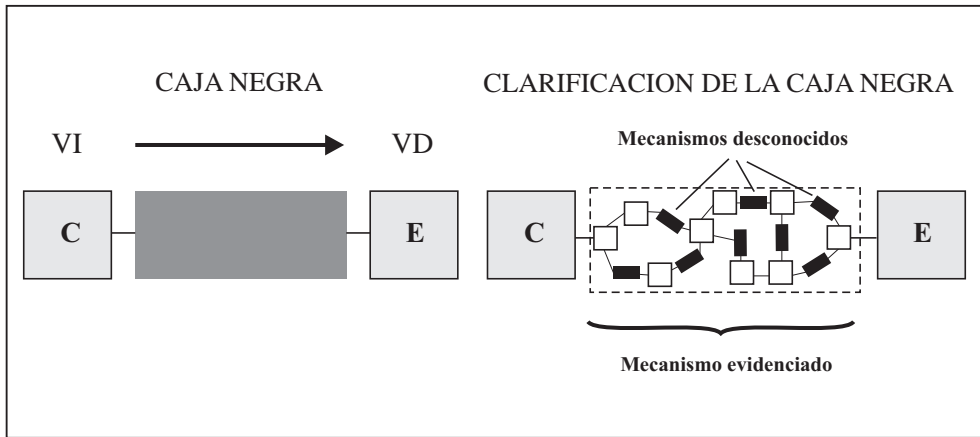 CAJA NEGRA
VI
VD
C
E
CLARIFICACION DE LA CAJA NEGRA
Mecanismos desconocidos
C
E
Mecanismo evidenciado